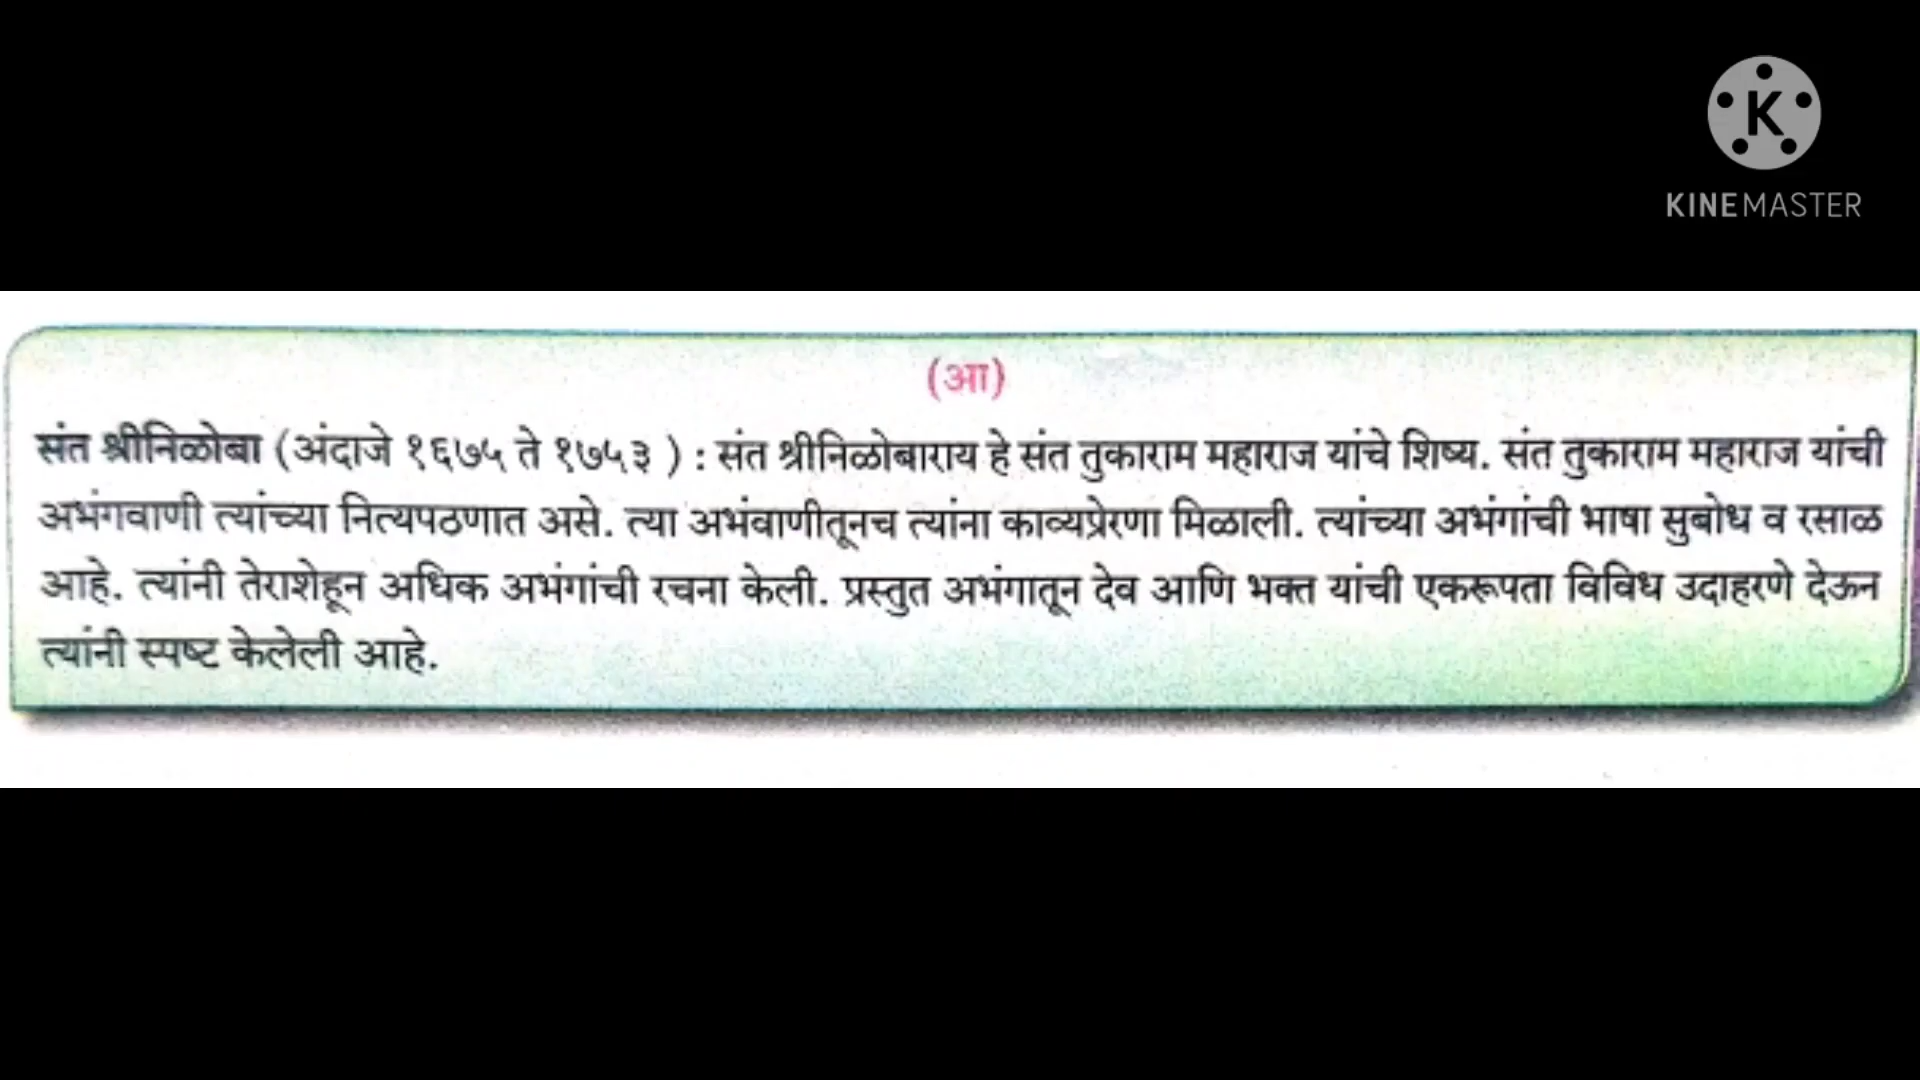 K
KINEMASTER
(आ)
संत श्रीनिळोबा (अंदाजे १६७५ ते १७५३ ) : संत श्रीनिळोबाराय हे संत तुकाराम महाराज यांचे शिष्य. संत तुकाराम महाराज यांची
अभंगवाणी त्यांच्या नित्यपठणात असे. त्या अभंवाणीतूनच त्यांना काव्यप्रेरणा मिळाली. त्यांच्या अभंगांची भाषा सुबोध व रसाळ
आहे. त्यांनी तेराशेहून अधिक अभंगांची रचना केली. प्रस्तुत अभंगातून देव आणि भक्त यांची एकरूपता विविध उदाहरणे देऊन
त्यांनी स्पष्ट केलेली आहे.